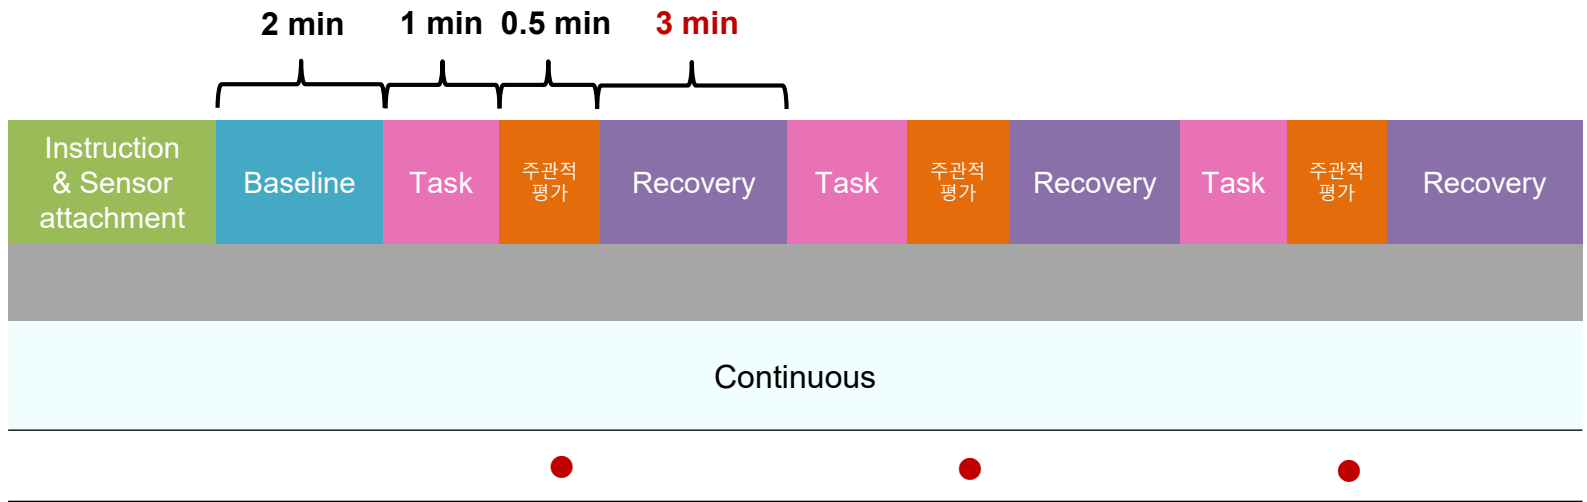 2 min 1 min 0.5 min 3 min
Instruction
& Sensor
attachment
Baseline
Task
주관적
평가
Recovery
Task
주관적
평가
Recovery
Task
주관적
평가
Recovery
Continuous